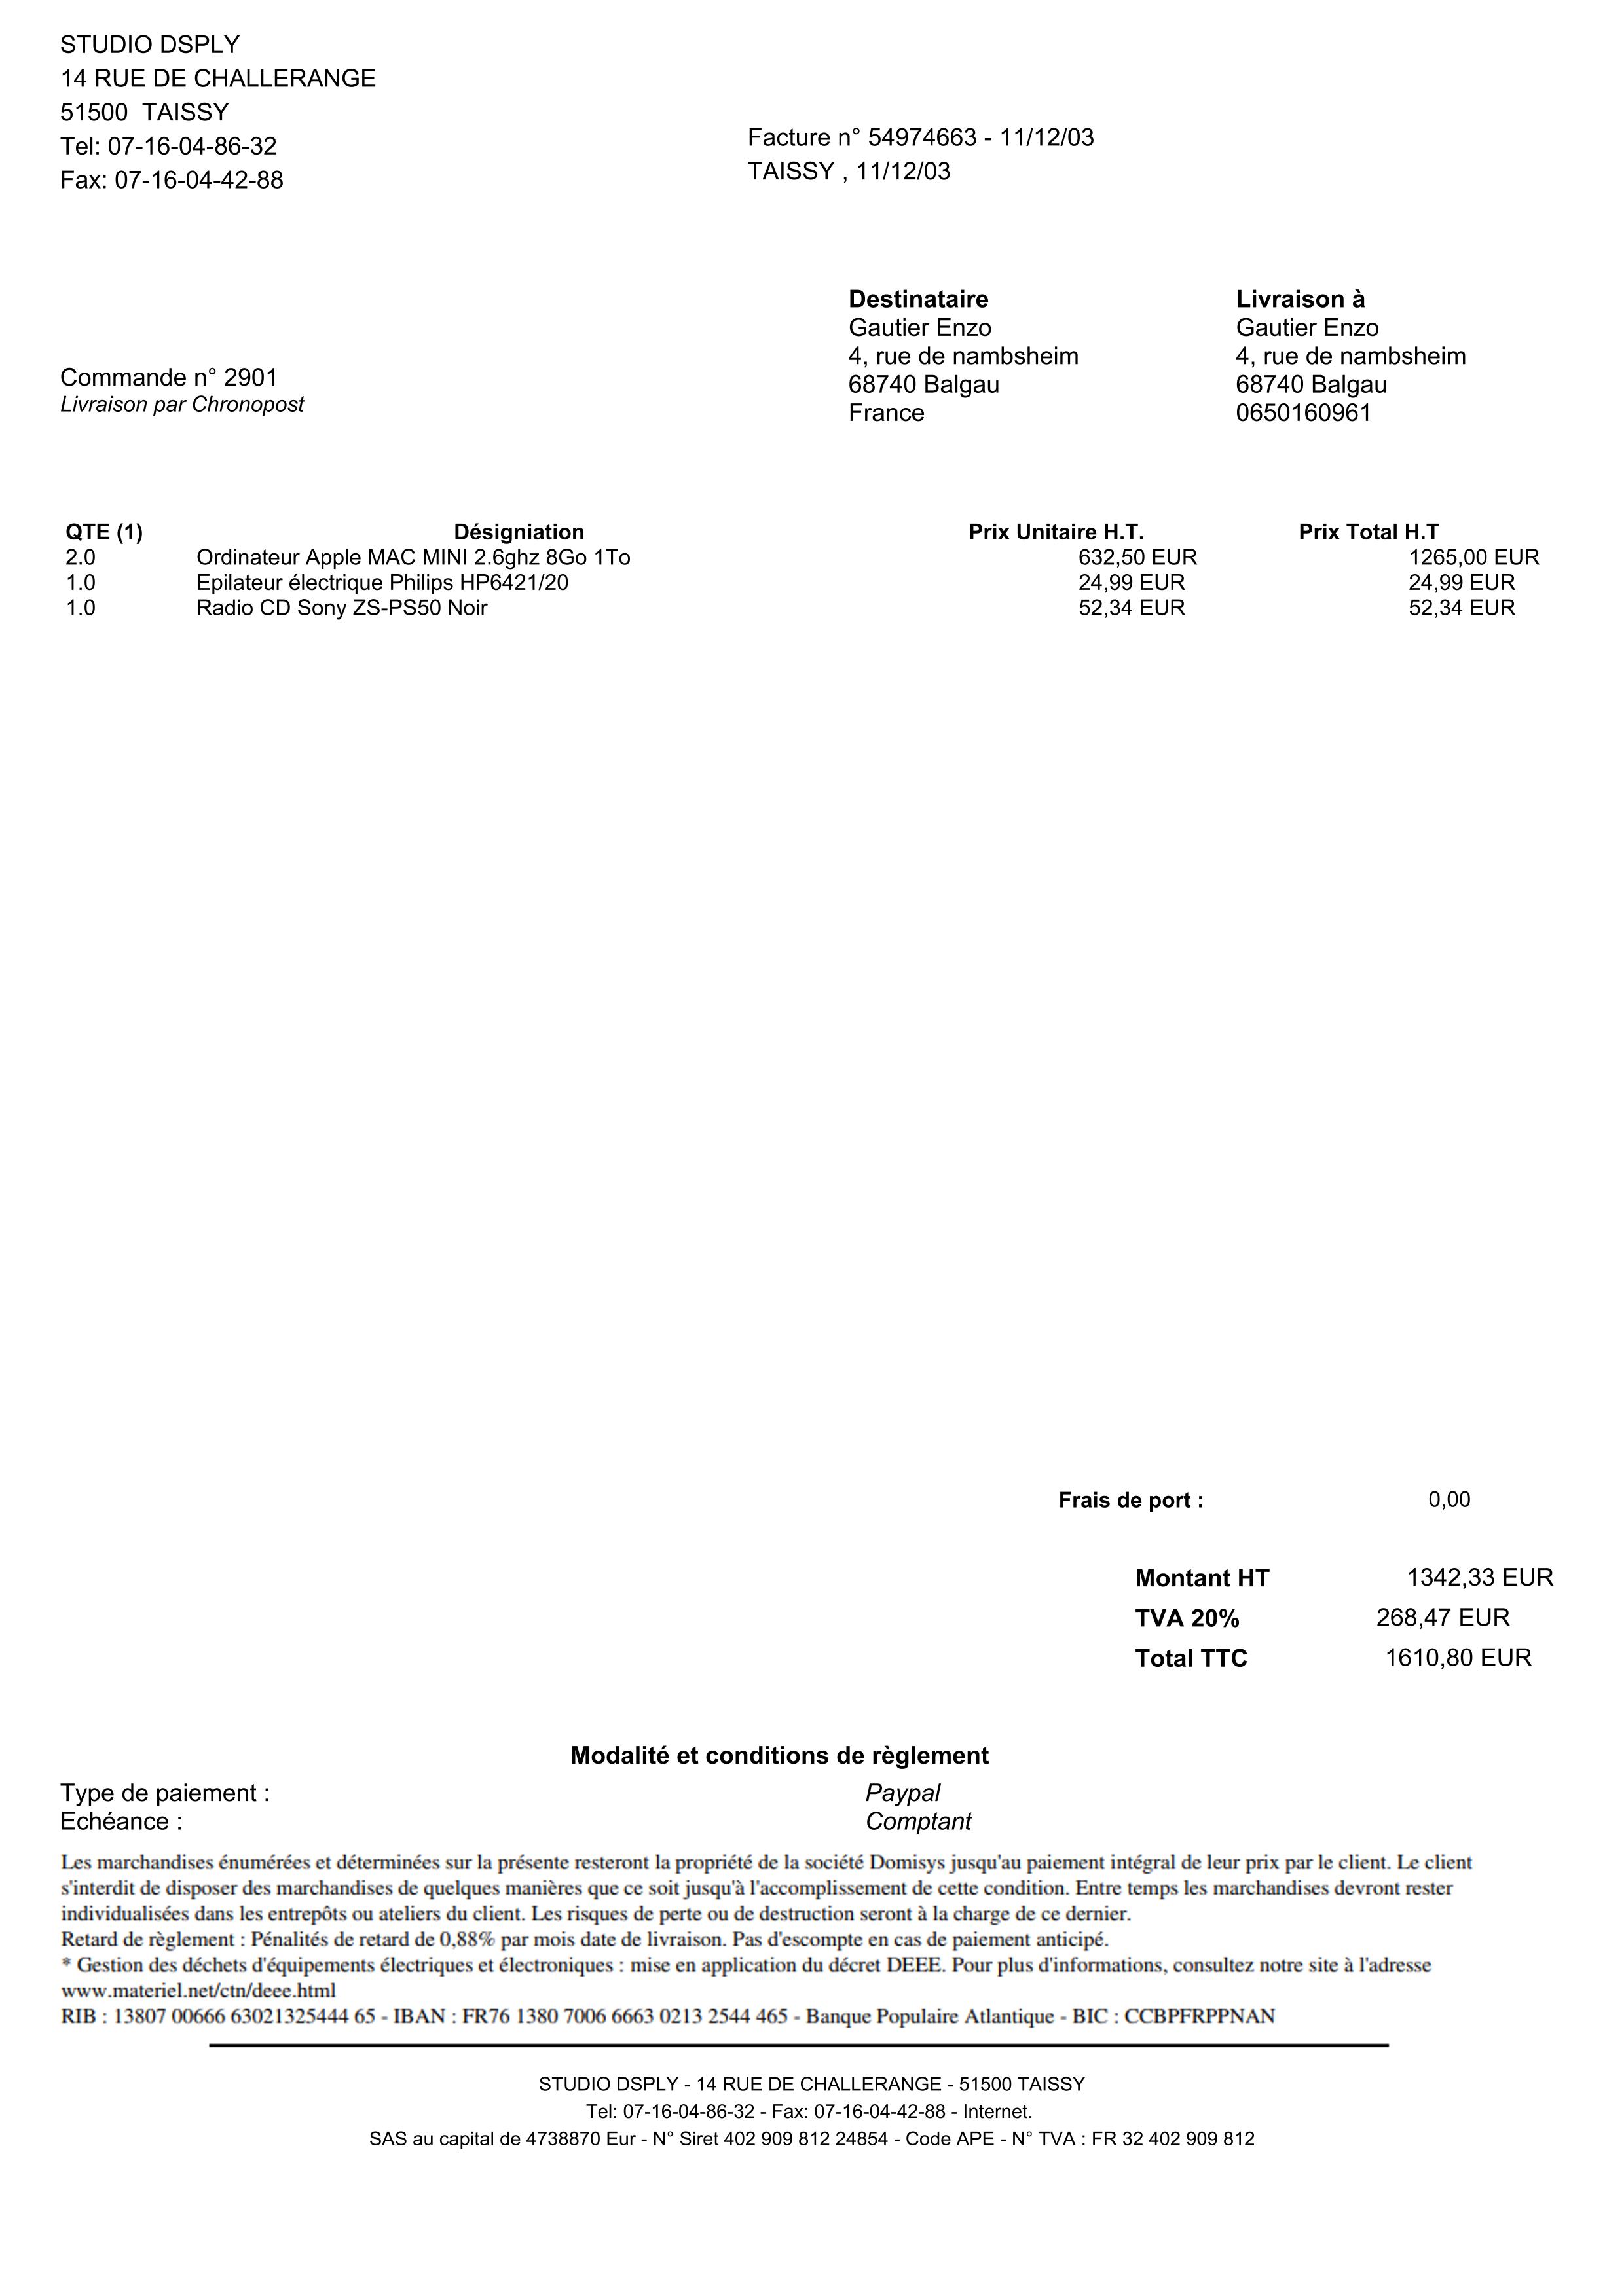 STUDIO DSPLY
14 RUE DE CHALLERANGE
51500  TAISSY
Tel: 07-16-04-86-32
Fax: 07-16-04-42-88
Facture n° 54974663 - 11/12/03
TAISSY , 11/12/03
Commande n° 2901
Livraison par Chronopost
Destinataire
Gautier Enzo
4, rue de nambsheim
68740 Balgau
France
Livraison à
Gautier Enzo
4, rue de nambsheim
68740 Balgau
0650160961
QTE (1) Désigniation Prix Unitaire H.T. Prix Total H.T
2.0 Ordinateur Apple MAC MINI 2.6ghz 8Go 1To 632,50 EUR 1265,00 EUR
1.0 Epilateur électrique Philips HP6421/20 24,99 EUR 24,99 EUR
1.0 Radio CD Sony ZS-PS50 Noir 52,34 EUR 52,34 EUR
Frais de port : 0,00
Montant HT 1342,33 EUR
TVA 20% 268,47 EUR
Total TTC 1610,80 EUR
Modalité et conditions de règlement
Type de paiement : Paypal
Echéance : Comptant
Les marchandises énumérées et déterminées sur la présente resteront la propriété de la société Domisys jusqu'au paiement intégral de leur prix par le client. Le client
s'interdit de disposer des marchandises de quelques manières que ce soit jusqu'à l'accomplissement de cette condition. Entre temps les marchandises devront rester
individualisées dans les entrepôts ou ateliers du client. Les risques de perte ou de destruction seront à la charge de ce dernier.
Retard de règlement : Pénalités de retard de 0,88% par mois date de livraison. Pas d'escompte en cas de paiement anticipé.
* Gestion des déchets d'équipements électriques et électroniques : mise en application du décret DEEE. Pour plus d'informations, consultez notre site à l'adresse
www.materiel.net/ctn/deee.html
RIB : 13807 00666 63021325444 65 - IBAN : FR76 1380 7006 6663 0213 2544 465 - Banque Populaire Atlantique - BIC : CCBPFRPPNAN
STUDIO DSPLY - 14 RUE DE CHALLERANGE - 51500 TAISSY
Tel: 07-16-04-86-32 - Fax: 07-16-04-42-88 - Internet.
SAS au capital de 4738870 Eur - N° Siret 402 909 812 24854 - Code APE - N° TVA : FR 32 402 909 812